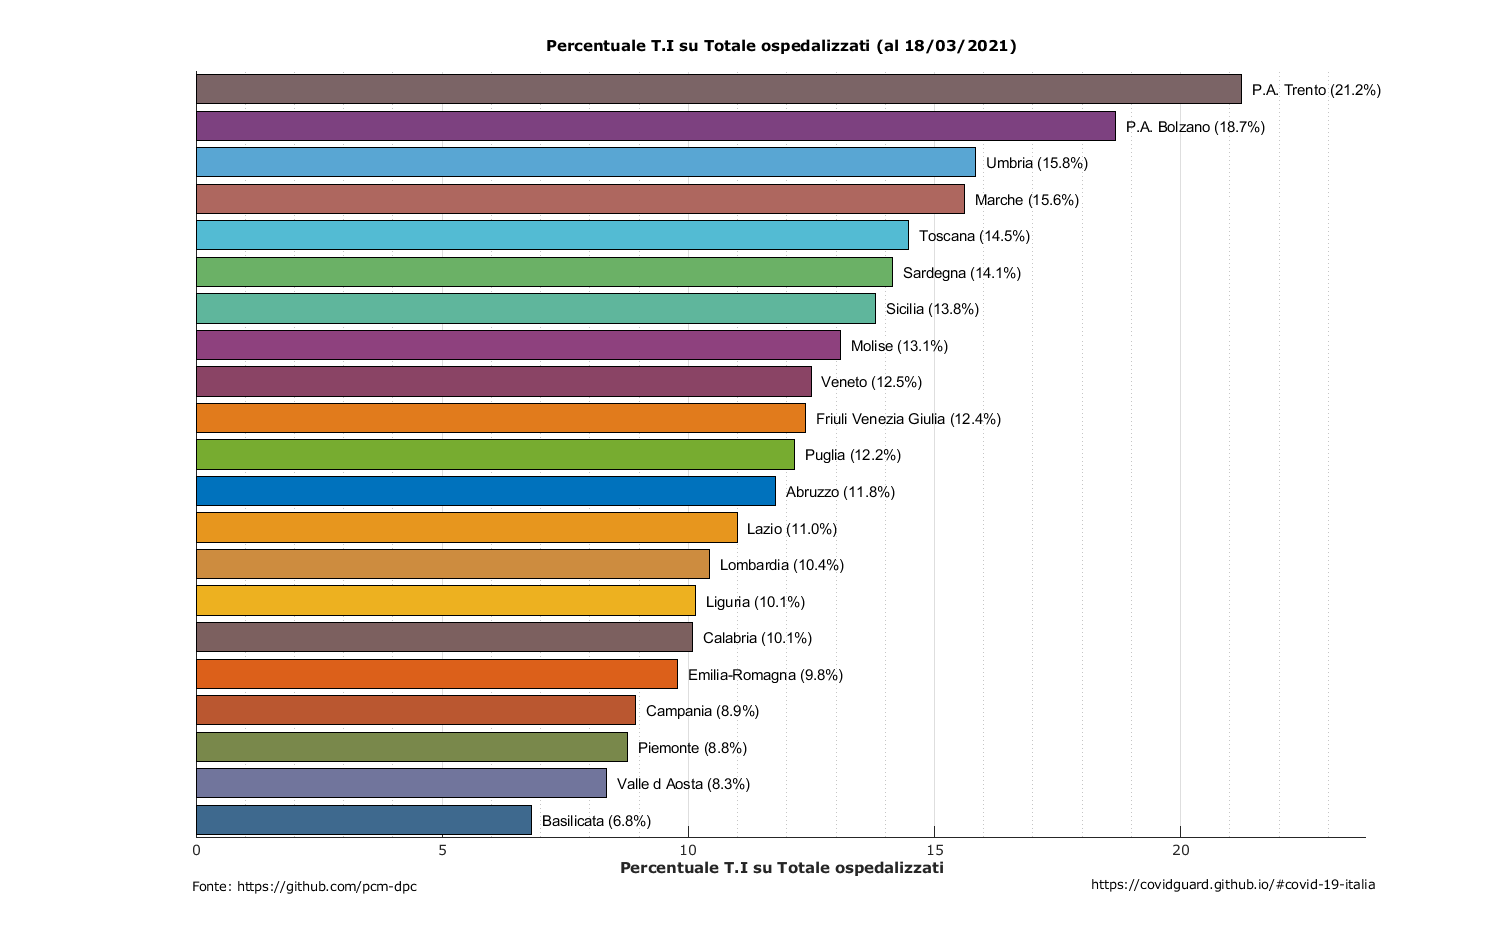 Percentuale T.I su Totale ospedalizzati (al 18/03/2021)
P.A. Trento (21.2%)
P.A. Bolzano (18.7%)
Umbria (15.8%)
Marche (15.6%)
Toscana (14.5%)
Sardegna (14.1%)
Sicilia (13.8%)
Molise (13.1%)
Veneto (12.5%)
Friuli Venezia Giulia (12.4%)
Puglia (12.2%)
Abruzzo (11.8%)
Lazio (11.0%)
Lombardia (10.4%)
Liguria (10.1%)
Calabria (10.1%)
Emilia-Romagna (9.8%)
Campania (8.9%)
Piemonte (8.8%)
Valle d Aosta (8.3%)
Basilicata (6.8%)
0 5 10 15 20
Percentuale T.I su Totale ospedalizzati
Fonte: https://github.com/pcm-dpc
https://covidguard.github.io/#covid-19-italia